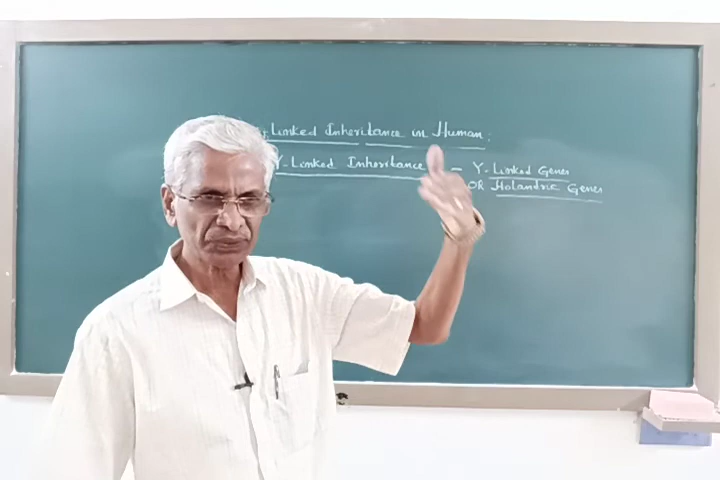 Linked Inheritance in Human:
Y-Linked Inheritance - Y-Linked Genes
OR Holandric Genes